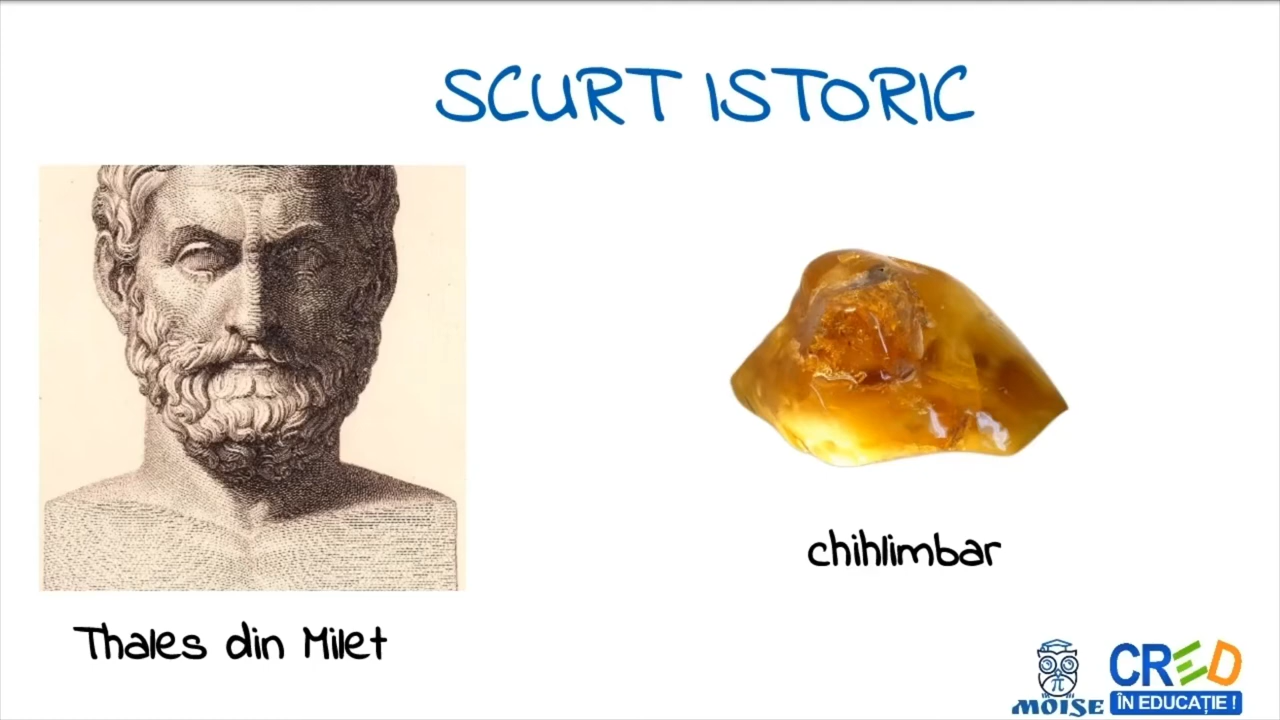 SCURT ISTORIC
chihlimbar
Thales din Milet
π
MOISE
CRED
ÎN EDUCAȚIE !